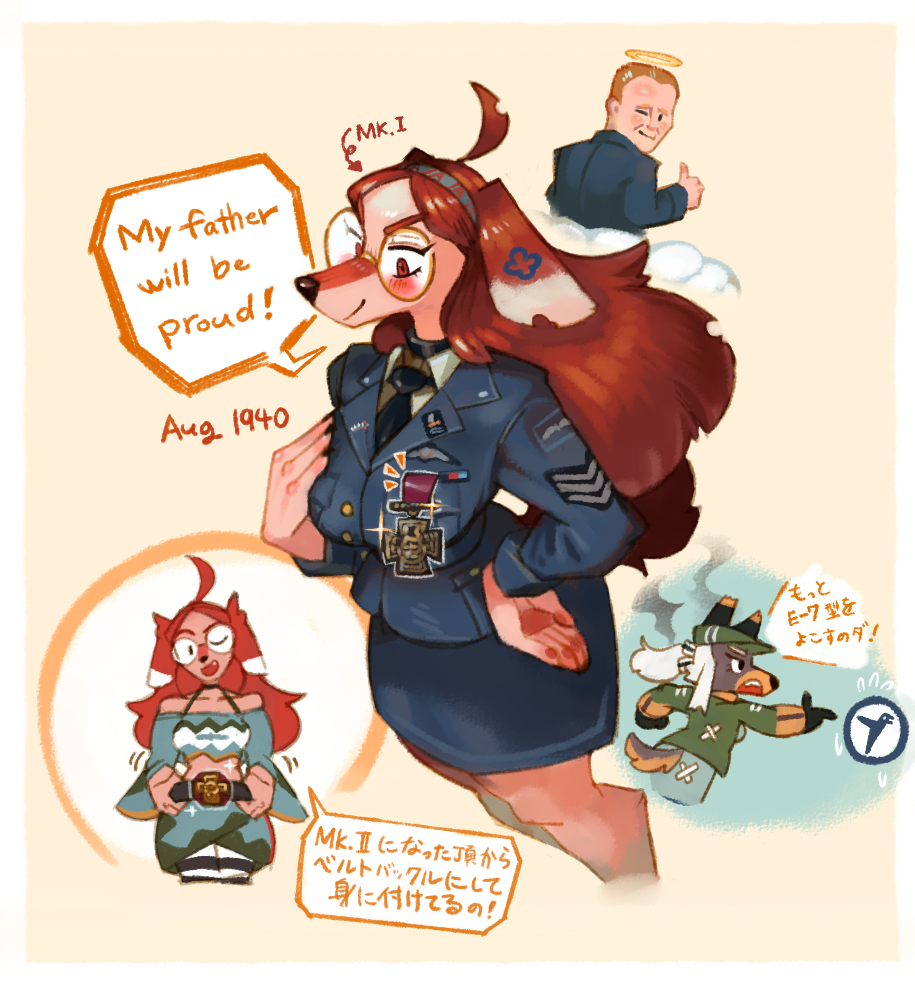 MK.I
My father
will be
proud!
Aug 1940
もっと
E-7型を
よこすのダ!
Mk.Ⅱになった頃から
ベルトバックルにして
身に付けてるの!